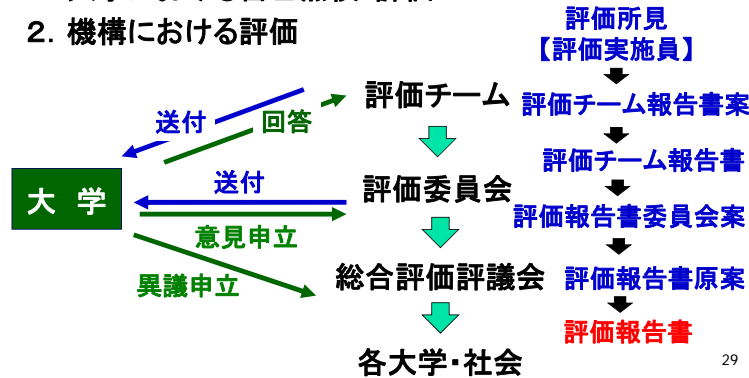 2. 機構における評価
評価所見
【評価実施員】
評価チーム
評価チーム報告書案
送付
回答
評価チーム報告書
大 学
送付
評価委員会
評価報告書委員会案
意見申立
異議申立
総合評価評議会
評価報告書原案
評価報告書
各大学・社会
29